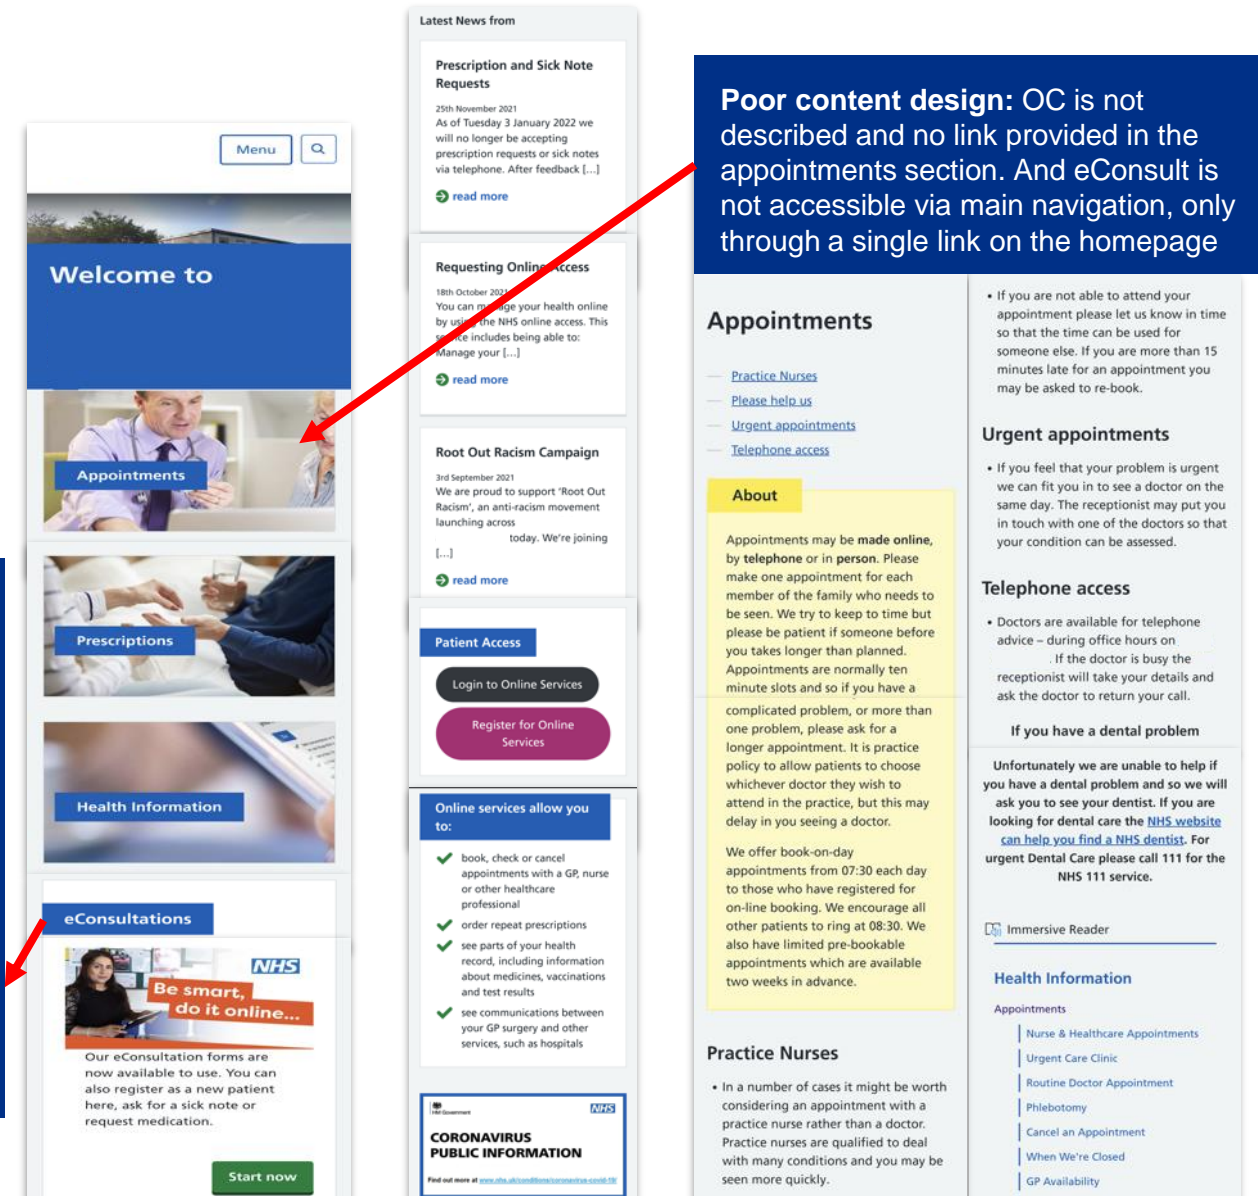 Menu
Welcome to
Appointments
Prescriptions
Health Information
eConsultations
NHS
Be smart,
do it online...
Our eConsultation forms are
now available to use. You can
also register as a new patient
here, ask for a sick note or
request medication.
Start now
Latest News from
Prescription and Sick Note
Requests
25th November 2021
As of Tuesday 3 January 2022 we
will no longer be accepting
prescription requests or sick notes
via telephone. After feedback [...]
read more
Requesting Online Access
18th October 2021
You can manage your health online
by using the NHS online access. This
service includes being able to:
Manage your [...]
read more
Root Out Racism Campaign
3rd September 2021
We are proud to support 'Root Out
Racism', an anti-racism movement
launching across
today. We're joining
[...]
read more
Patient Access
Login to Online Services
Register for Online
Services
Online services allow you
to:
book, check or cancel
appointments with a GP, nurse
or other healthcare
professional
order repeat prescriptions
see parts of your health
record, including information
about medicines, vaccinations
and test results
see communications between
your GP surgery and other
services, such as hospitals
HM Government
NHS
CORONAVIRUS
PUBLIC INFORMATION
Find out more at www.nhs.uk/conditions/coronavirus-covid-19/
Poor content design: OC is not
described and no link provided in the
appointments section. And eConsult is
not accessible via main navigation, only
through a single link on the homepage
Appointments
Practice Nurses
Please help us
Urgent appointments
Telephone access
About
Appointments may be made online,
by telephone or in person. Please
make one appointment for each
member of the family who needs to
be seen. We try to keep to time but
please be patient if someone before
you takes longer than planned.
Appointments are normally ten
minute slots and so if you have a
complicated problem, or more than
one problem, please ask for a
longer appointment. It is practice
policy to allow patients to choose
whichever doctor they wish to
attend in the practice, but this may
delay in you seeing a doctor.
We offer book-on-day
appointments from 07:30 each day
to those who have registered for
on-line booking. We encourage all
other patients to ring at 08:30. We
also have limited pre-bookable
appointments which are available
two weeks in advance.
Practice Nurses
• In a number of cases it might be worth
considering an appointment with a
practice nurse rather than a doctor.
Practice nurses are qualified to deal
with many conditions and you may be
seen more quickly.
• If you are not able to attend your
appointment please let us know in time
so that the time can be used for
someone else. If you are more than 15
minutes late for an appointment you
may be asked to re-book.
Urgent appointments
• If you feel that your problem is urgent
we can fit you in to see a doctor on the
same day. The receptionist may put you
in touch with one of the doctors so that
your condition can be assessed.
Telephone access
• Doctors are available for telephone
advice – during office hours on
. If the doctor is busy the
receptionist will take your details and
ask the doctor to return your call.
If you have a dental problem
Unfortunately we are unable to help if
you have a dental problem and so we will
ask you to see your dentist. If you are
looking for dental care the NHS website
can help you find a NHS dentist. For
urgent Dental Care please call 111 for the
NHS 111 service.
Immersive Reader
Health Information
Appointments
Nurse & Healthcare Appointments
Urgent Care Clinic
Routine Doctor Appointment
Phlebotomy
Cancel an Appointment
When We're Closed
GP Availability